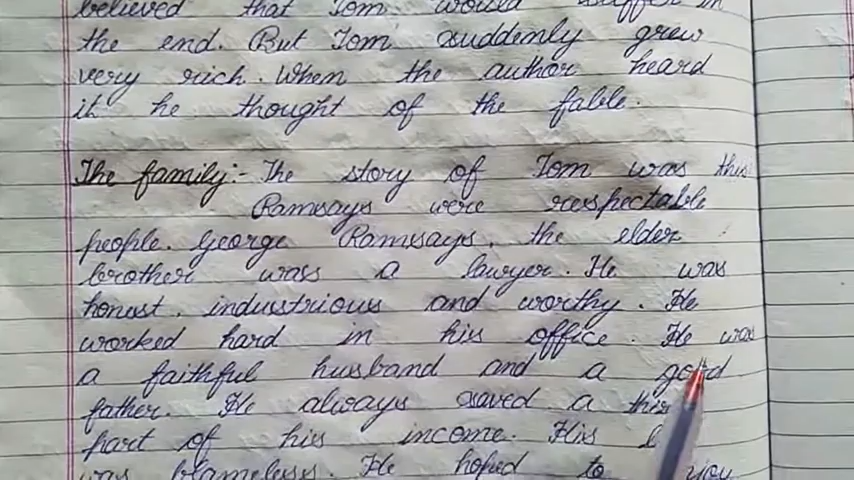 believed that Tom would suffer in
the end. But Tom suddenly grew
very rich. When the author heard
it he thought of the fable.
The family:- The story of Tom was this
Ramsays were respectable
people. George Ramsays, the elder
brother wass a lawyer. He was
honest, industrious and worthy. He
worked hard in his office. He was
a faithful husband and a good
father. He always saved a
part of his income. His
was blameless. He hoped to you